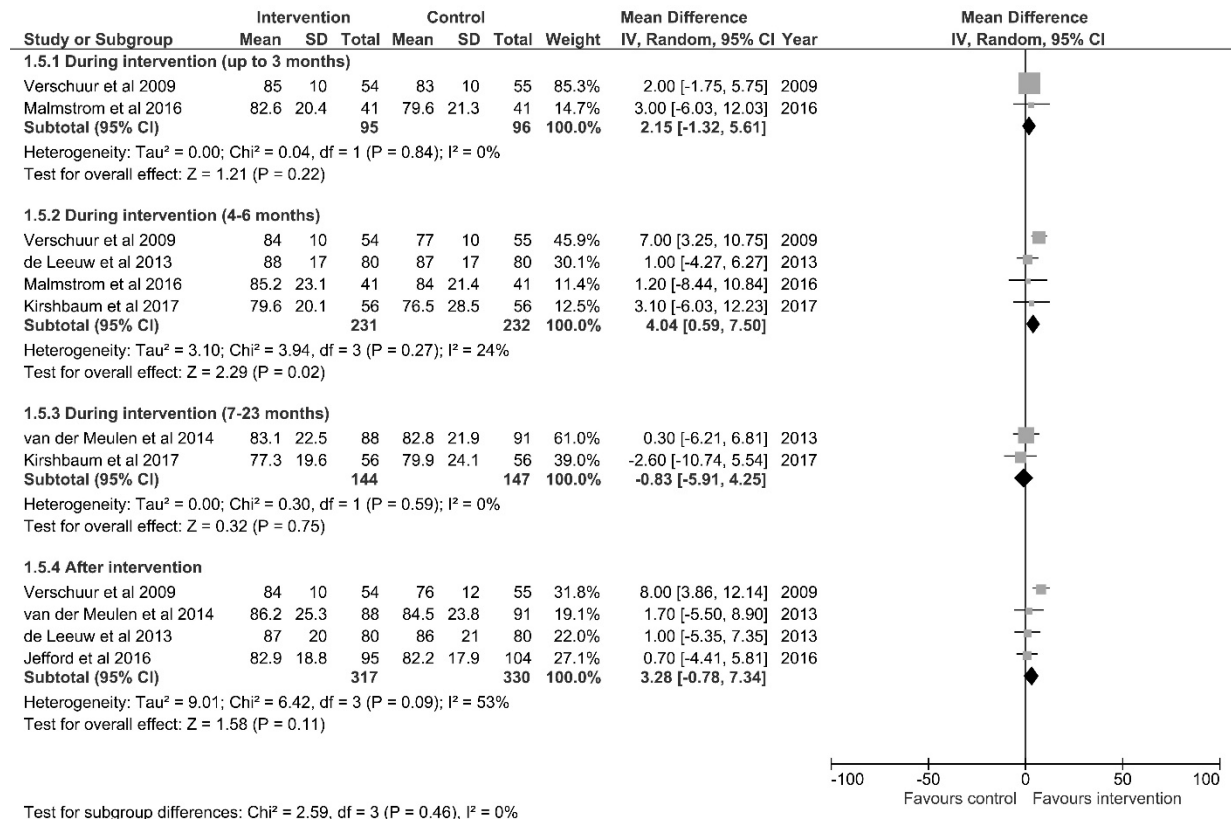 Intervention Control Mean Difference Mean Difference
Study or Subgroup Mean SD Total Mean SD Total Weight IV, Random, 95% CI Year IV, Random, 95% CI
1.5.1 During intervention (up to 3 months)
Verschuur et al 2009 85 10 54 83 10 55 85.3% 2.00 [-1.75, 5.75] 2009
Malmstrom et al 2016 82.6 20.4 41 79.6 21.3 41 14.7% 3.00 [-6.03, 12.03] 2016
Subtotal (95% CI) 95 96 100.0% 2.15 [-1.32, 5.61]
Heterogeneity: Tau² = 0.00; Chi² = 0.04, df = 1 (P = 0.84); I² = 0%
Test for overall effect: Z = 1.21 (P = 0.22)
1.5.2 During intervention (4-6 months)
Verschuur et al 2009 84 10 54 77 10 55 45.9% 7.00 [3.25, 10.75] 2009
de Leeuw et al 2013 88 17 80 87 17 80 30.1% 1.00 [-4.27, 6.27] 2013
Malmstrom et al 2016 85.2 23.1 41 84 21.4 41 11.4% 1.20 [-8.44, 10.84] 2016
Kirshbaum et al 2017 79.6 20.1 56 76.5 28.5 56 12.5% 3.10 [-6.03, 12.23] 2017
Subtotal (95% CI) 231 232 100.0% 4.04 [0.59, 7.50]
Heterogeneity: Tau² = 3.10; Chi² = 3.94, df = 3 (P = 0.27); I² = 24%
Test for overall effect: Z = 2.29 (P = 0.02)
1.5.3 During intervention (7-23 months)
van der Meulen et al 2014 83.1 22.5 88 82.8 21.9 91 61.0% 0.30 [-6.21, 6.81] 2013
Kirshbaum et al 2017 77.3 19.6 56 79.9 24.1 56 39.0% -2.60 [-10.74, 5.54] 2017
Subtotal (95% CI) 144 147 100.0% -0.83 [-5.91, 4.25]
Heterogeneity: Tau² = 0.00; Chi² = 0.30, df = 1 (P = 0.59); I² = 0%
Test for overall effect: Z = 0.32 (P = 0.75)
1.5.4 After intervention
Verschuur et al 2009 84 10 54 76 12 55 31.8% 8.00 [3.86, 12.14] 2009
van der Meulen et al 2014 86.2 25.3 88 84.5 23.8 91 19.1% 1.70 [-5.50, 8.90] 2013
de Leeuw et al 2013 87 20 80 86 21 80 22.0% 1.00 [-5.35, 7.35] 2013
Jefford et al 2016 82.9 18.8 95 82.2 17.9 104 27.1% 0.70 [-4.41, 5.81] 2016
Subtotal (95% CI) 317 330 100.0% 3.28 [-0.78, 7.34]
Heterogeneity: Tau² = 9.01; Chi² = 6.42, df = 3 (P = 0.09); I² = 53%
Test for overall effect: Z = 1.58 (P = 0.11)
-100 -50 0 50 100
Favours control Favours intervention
Test for subgroup differences: Chi² = 2.59, df = 3 (P = 0.46), I² = 0%